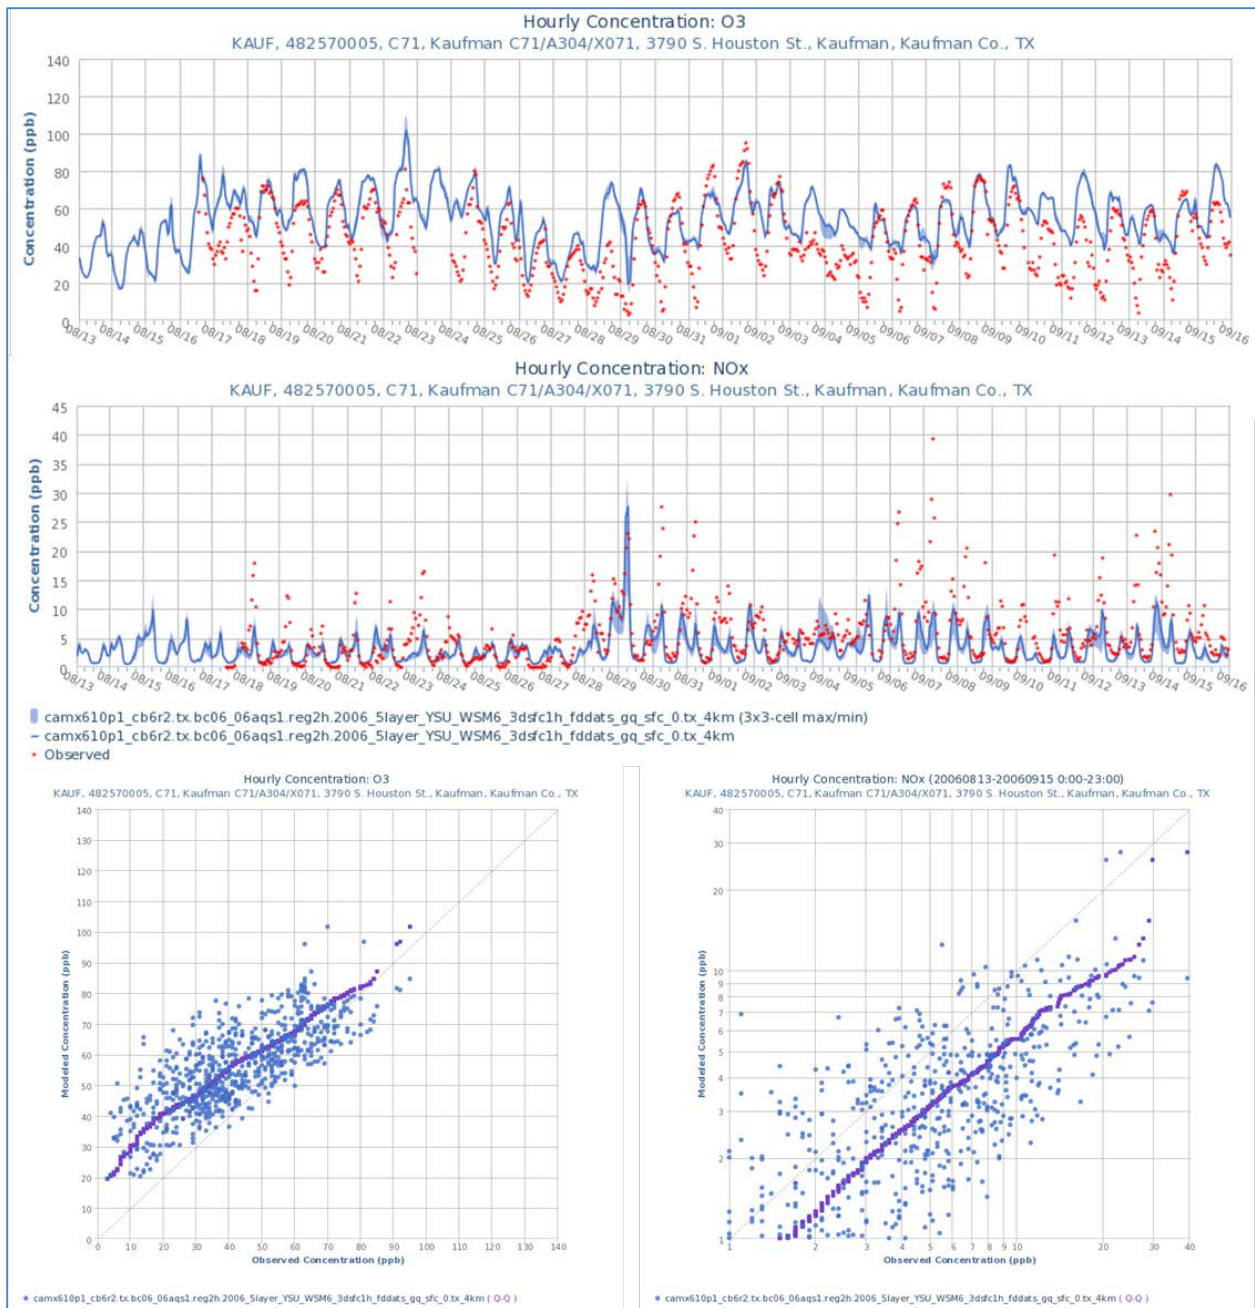 Hourly Concentration: O3
KAUF, 482570005, C71, Kaufman C71/A304/X071, 3790 S. Houston St., Kaufman, Kaufman Co., TX
Concentration (ppb)
140
120
100
80
60
40
20
0
08/13 08/14 08/15 08/16 08/17 08/18 08/19 08/20 08/21 08/22 08/23 08/24 08/25 08/26 08/27 08/28 08/29 08/30 08/31 09/01 09/02 09/03 09/04 09/05 09/06 09/07 09/08 09/09 09/10 09/11 09/12 09/13 09/14 09/15 09/16
Hourly Concentration: NOx
KAUF, 482570005, C71, Kaufman C71/A304/X071, 3790 S. Houston St., Kaufman, Kaufman Co., TX
Concentration (ppb)
45
40
35
30
25
20
15
10
5
0
08/13 08/14 08/15 08/16 08/17 08/18 08/19 08/20 08/21 08/22 08/23 08/24 08/25 08/26 08/27 08/28 08/29 08/30 08/31 09/01 09/02 09/03 09/04 09/05 09/06 09/07 09/08 09/09 09/10 09/11 09/12 09/13 09/14 09/15 09/16
camx610p1_cb6r2.tx.bc06_06aqs1.reg2h.2006_5layer_YSU_WSM6_3dsfc1h_fddats_gq_sfc_0.tx_4km (3x3-cell max/min)
camx610p1_cb6r2.tx.bc06_06aqs1.reg2h.2006_5layer_YSU_WSM6_3dsfc1h_fddats_gq_sfc_0.tx_4km
Observed
Hourly Concentration: O3
KAUF, 482570005, C71, Kaufman C71/A304/X071, 3790 S. Houston St., Kaufman, Kaufman Co., TX
Modeled Concentration (ppb)
140
130
120
110
100
90
80
70
60
50
40
30
20
10
0
0 10 20 30 40 50 60 70 80 90 100 110 120 130 140
Observed Concentration (ppb)
camx610p1_cb6r2.tx.bc06_06aqs1.reg2h.2006_5layer_YSU_WSM6_3dsfc1h_fddats_gq_sfc_0.tx_4km ( Q-Q )
Hourly Concentration: NOx (20060813-20060915 0:00-23:00)
KAUF, 482570005, C71, Kaufman C71/A304/X071, 3790 S. Houston St., Kaufman, Kaufman Co., TX
Modeled Concentration (ppb)
40
30
20
10
9
8
7
6
5
4
3
2
1
1 2 3 4 5 6 7 8 9 10 20 30 40
Observed Concentration (ppb)
camx610p1_cb6r2.tx.bc06_06aqs1.reg2h.2006_5layer_YSU_WSM6_3dsfc1h_fddats_gq_sfc_0.tx_4km ( Q-Q )